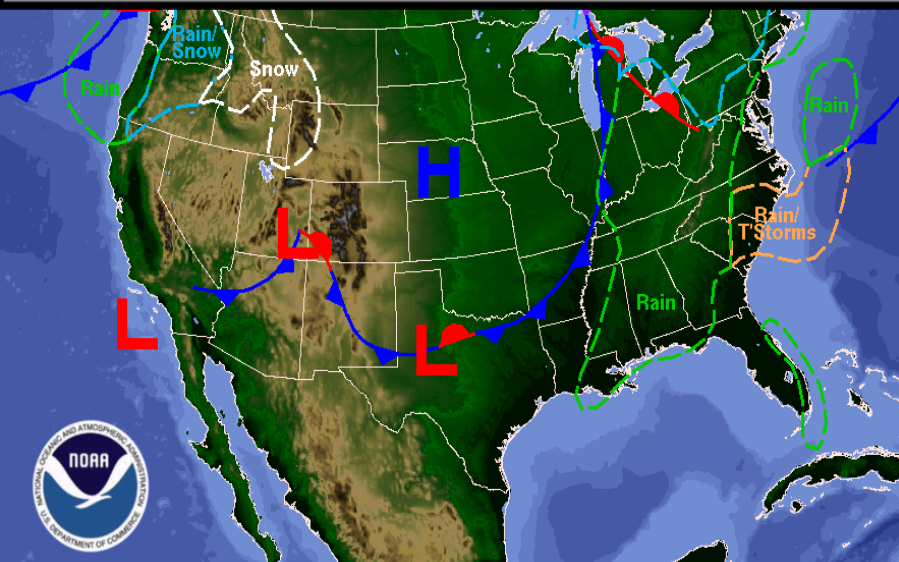 Rain/
Snow
Snow
Rain
Rain
H
Rain/
T'Storms
L
Rain
L
L
NOAA
NATIONAL OCEANIC AND ATMOSPHERIC ADMINISTRATION
U.S. DEPARTMENT OF COMMERCE